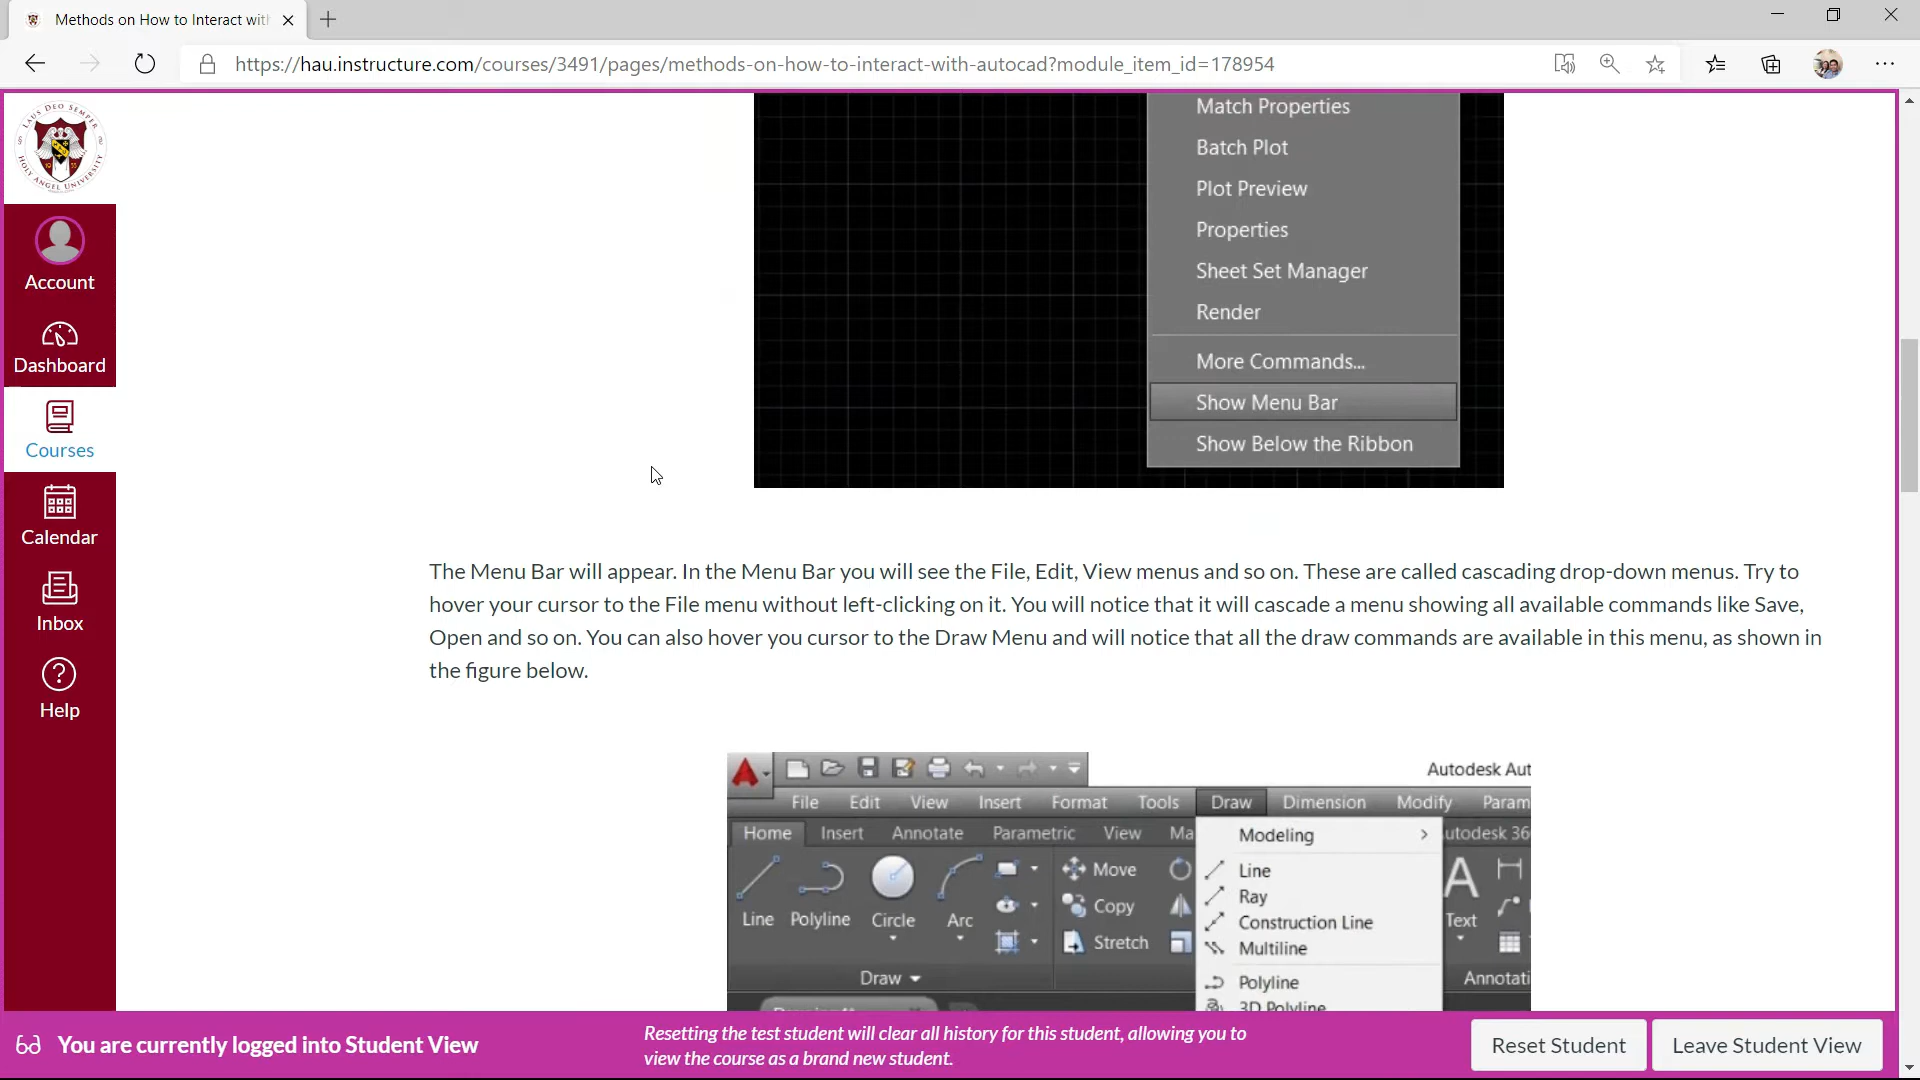 Methods on How to Interact with
https://hau.instructure.com/courses/3491/pages/methods-on-how-to-interact-with-autocad?module_item_id=178954
LAUS DEO SEMPER
HOLY ANGEL UNIVERSITY
Account
Dashboard
Courses
Calendar
Inbox
Help
Match Properties
Batch Plot
Plot Preview
Properties
Sheet Set Manager
Render
More Commands...
Show Menu Bar
Show Below the Ribbon
The Menu Bar will appear. In the Menu Bar you will see the File, Edit, View menus and so on. These are called cascading drop-down menus. Try to
hover your cursor to the File menu without left-clicking on it. You will notice that it will cascade a menu showing all available commands like Save,
Open and so on. You can also hover you cursor to the Draw Menu and will notice that all the draw commands are available in this menu, as shown in
the figure below.
Autodesk Aut
File Edit View Insert Format Tools Draw Dimension Modify Param
Home Insert Annotate Parametric View Ma
Modeling
utodesk 36
Line Polyline Circle Arc
Move
Copy
Stretch
Line
Ray
Construction Line
Multiline
Polyline
3D Polyline
A
Text
Draw
Annotati
You are currently logged into Student View
Resetting the test student will clear all history for this student, allowing you to
view the course as a brand new student.
Reset Student
Leave Student View